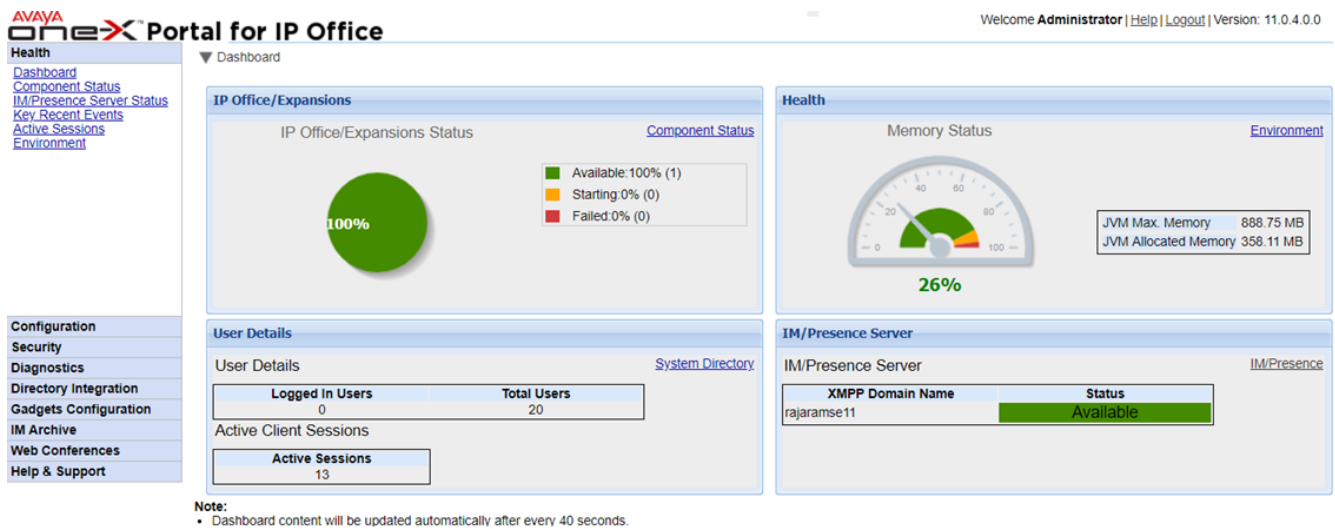 AVAYA
one-X™ Portal for IP Office
Welcome Administrator | Help | Logout | Version: 11.0.4.0.0
Health
Dashboard
Component Status
IM/Presence Server Status
Key Recent Events
Active Sessions
Environment
Configuration
Security
Diagnostics
Directory Integration
Gadgets Configuration
IM Archive
Web Conferences
Help & Support
Dashboard
IP Office/Expansions
IP Office/Expansions Status
Component Status
100%
Available:100% (1)
Starting:0% (0)
Failed:0% (0)
Health
Memory Status
Environment
0
20
40
60
80
100
26%
JVM Max. Memory 888.75 MB
JVM Allocated Memory 358.11 MB
User Details
User Details
System Directory
Logged In Users Total Users
0 20
Active Client Sessions
Active Sessions
13
IM/Presence Server
IM/Presence Server
IM/Presence
XMPP Domain Name Status
rajaramse11 Available
Note:
• Dashboard content will be updated automatically after every 40 seconds.